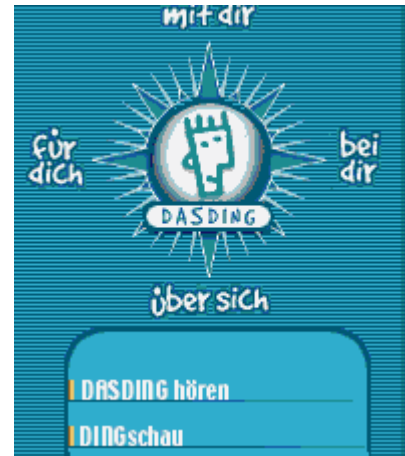 mit dir
für
dich
bei
dir
DASDING
über sich
DASDING hören
DINGschau